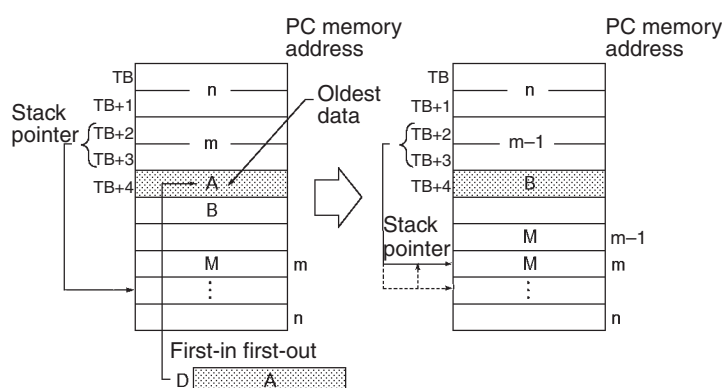 PC memory
address
TB
n
TB+1
Stack
pointer
TB+2
m
TB+3
TB+4
A
B
M
m
⋮
n
Oldest
data
First-in first-out
D
A
PC memory
address
TB
n
TB+1
TB+2
m–1
TB+3
TB+4
B
Stack
pointer
M
m–1
M
m
⋮
n